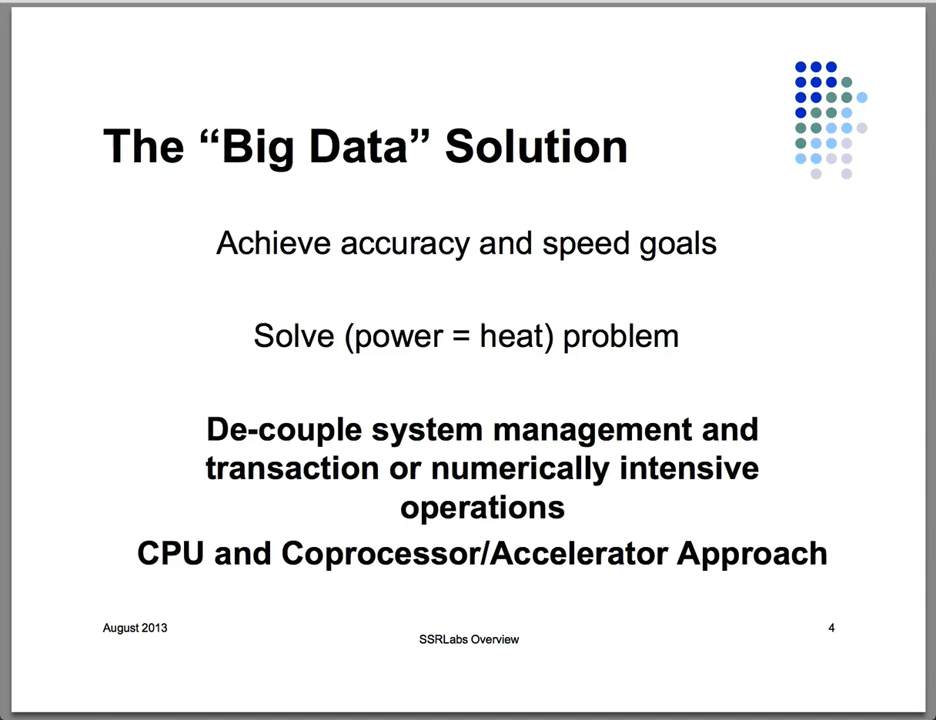 The “Big Data” Solution
Achieve accuracy and speed goals
Solve (power = heat) problem
De-couple system management and
transaction or numerically intensive
operations
CPU and Coprocessor/Accelerator Approach
August 2013
SSRLabs Overview
4